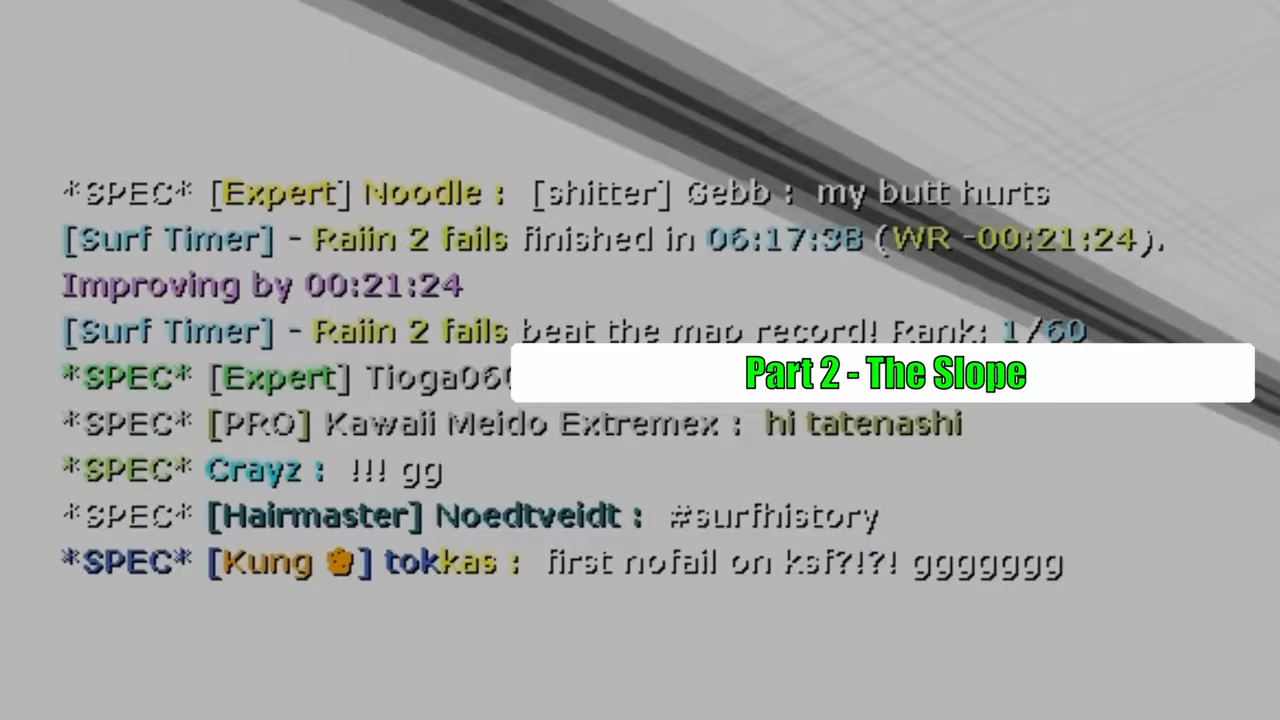 *SPEC* [Expert] Noodle : [shitter] Gebb : my butt hurts
[Surf Timer] - Raiin 2 fails finished in 06:17:38 (WR -00:21:24).
Improving by 00:21:24
[Surf Timer] - Raiin 2 fails beat the map record! Rank: 1/60
*SPEC* [Expert] Tioga060
Part 2 - The Slope
*SPEC* [PRO] Kawaii Meido Extremex : hi tatenashi
*SPEC* Crayz : !!! gg
*SPEC* [Hairmaster] Noedtveidt : #surfhistory
*SPEC* [Kung ] tokkas : first nofail on ksf?!?! ggggggg